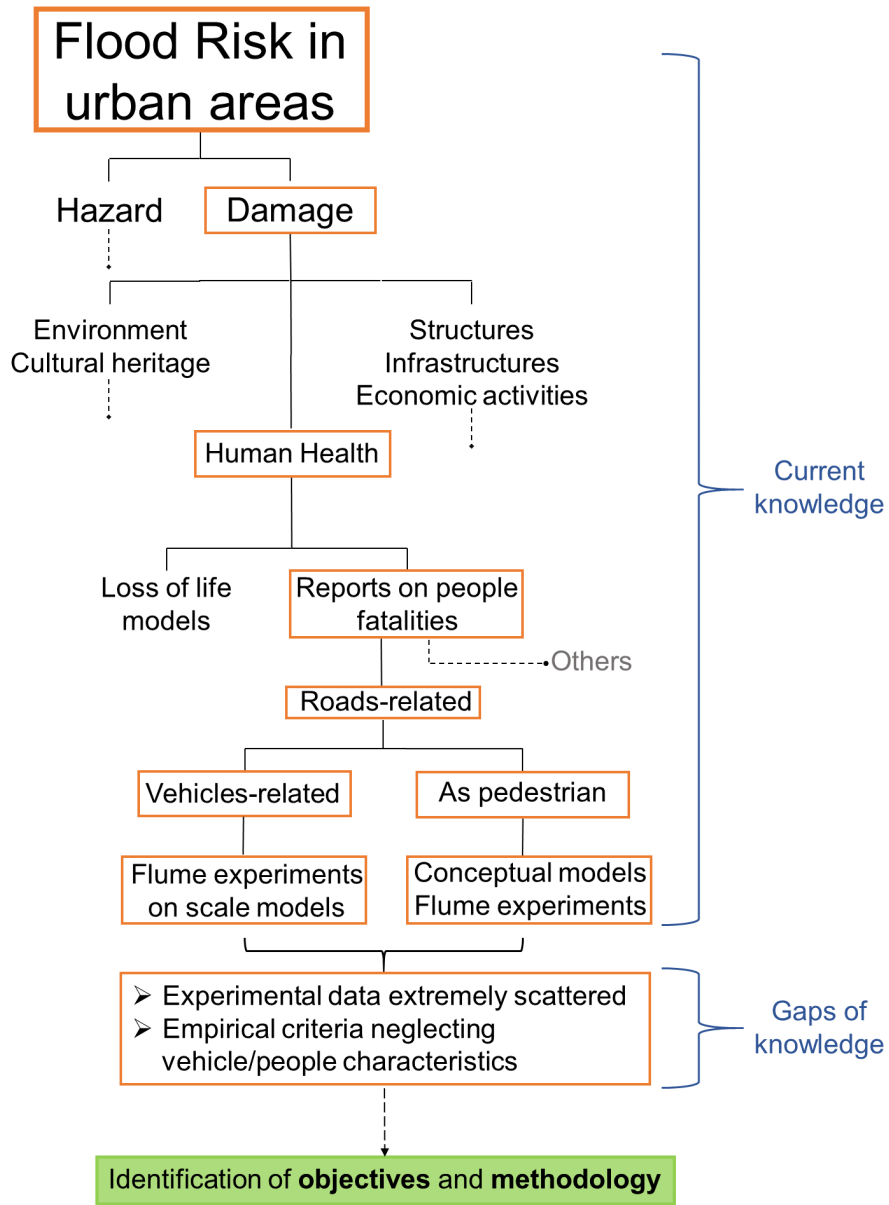 Flood Risk in
urban areas
Hazard
Damage
Environment
Cultural heritage
Structures
Infrastructures
Economic activities
Human Health
Current
knowledge
Loss of life
models
Reports on people
fatalities
Others
Roads-related
Vehicles-related
As pedestrian
Flume experiments
on scale models
Conceptual models
Flume experiments
➢ Experimental data extremely scattered
➢ Empirical criteria neglecting
vehicle/people characteristics
Gaps of
knowledge
Identification of objectives and methodology